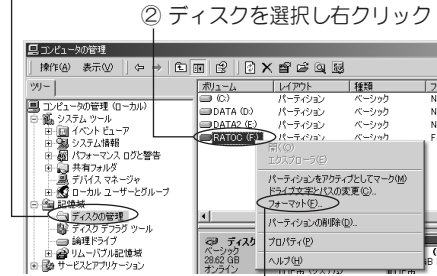 ② ディスクを選択し右クリック
コンピュータの管理
操作(A) 表示(V)
ツリー
コンピュータの管理 (ローカル)
システム ツール
イベント ビューア
システム情報
パフォーマンス ログと警告
共有フォルダ
デバイス マネージャ
ローカル ユーザーとグループ
記憶域
ディスクの管理
ディスク デフラグ ツール
論理ドライブ
リムーバブル記憶域
サービスとアプリケーション
ボリューム レイアウト 種類 フ
(C:) パーティション ベーシック N
DATA (D:) パーティション ベーシック N
DATA2 (E:) パーティション ベーシック N
RATOC (F:) パーティション ベーシック F
開く(O)
エクスプローラ(E)
パーティションをアクティブとしてマーク(M)
ドライブ文字とパスの変更(C)...
フォーマット(F)...
パーティションの削除(D)...
プロパティ(P)
ヘルプ(H)
ディスク
ベーシック
28.62 GB
オンライン